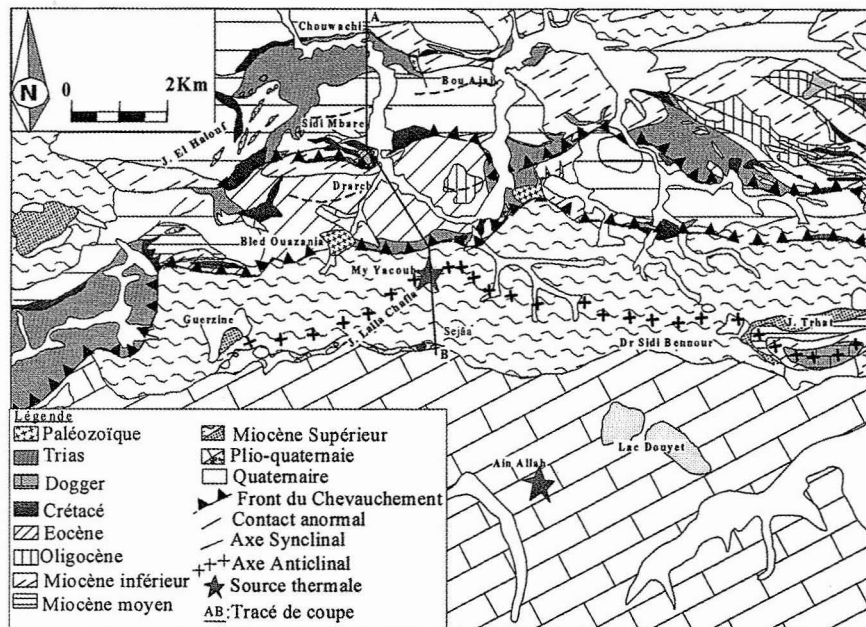 Chouwachi
A
Bou Ajal
N
0 2Km
Sidi Mbare
J. El Halouf
Drarch
Bled Ouazania
My Yacoub
J. Lalla Chafia
Guerzine
Sejâa
B
J. Trhat
Dr Sidi Bennour
Lac Douyet
Ain Allah
Légende
Paléozoïque
Trias
Dogger
Crétacé
Eocène
Oligocène
Miocène inférieur
Miocène moyen
Miocène Supérieur
Plio-quaternaie
Quaternaire
Front du Chevauchement
Contact anormal
Axe Synclinal
Axe Anticlinal
Source thermale
AB:Tracé de coupe